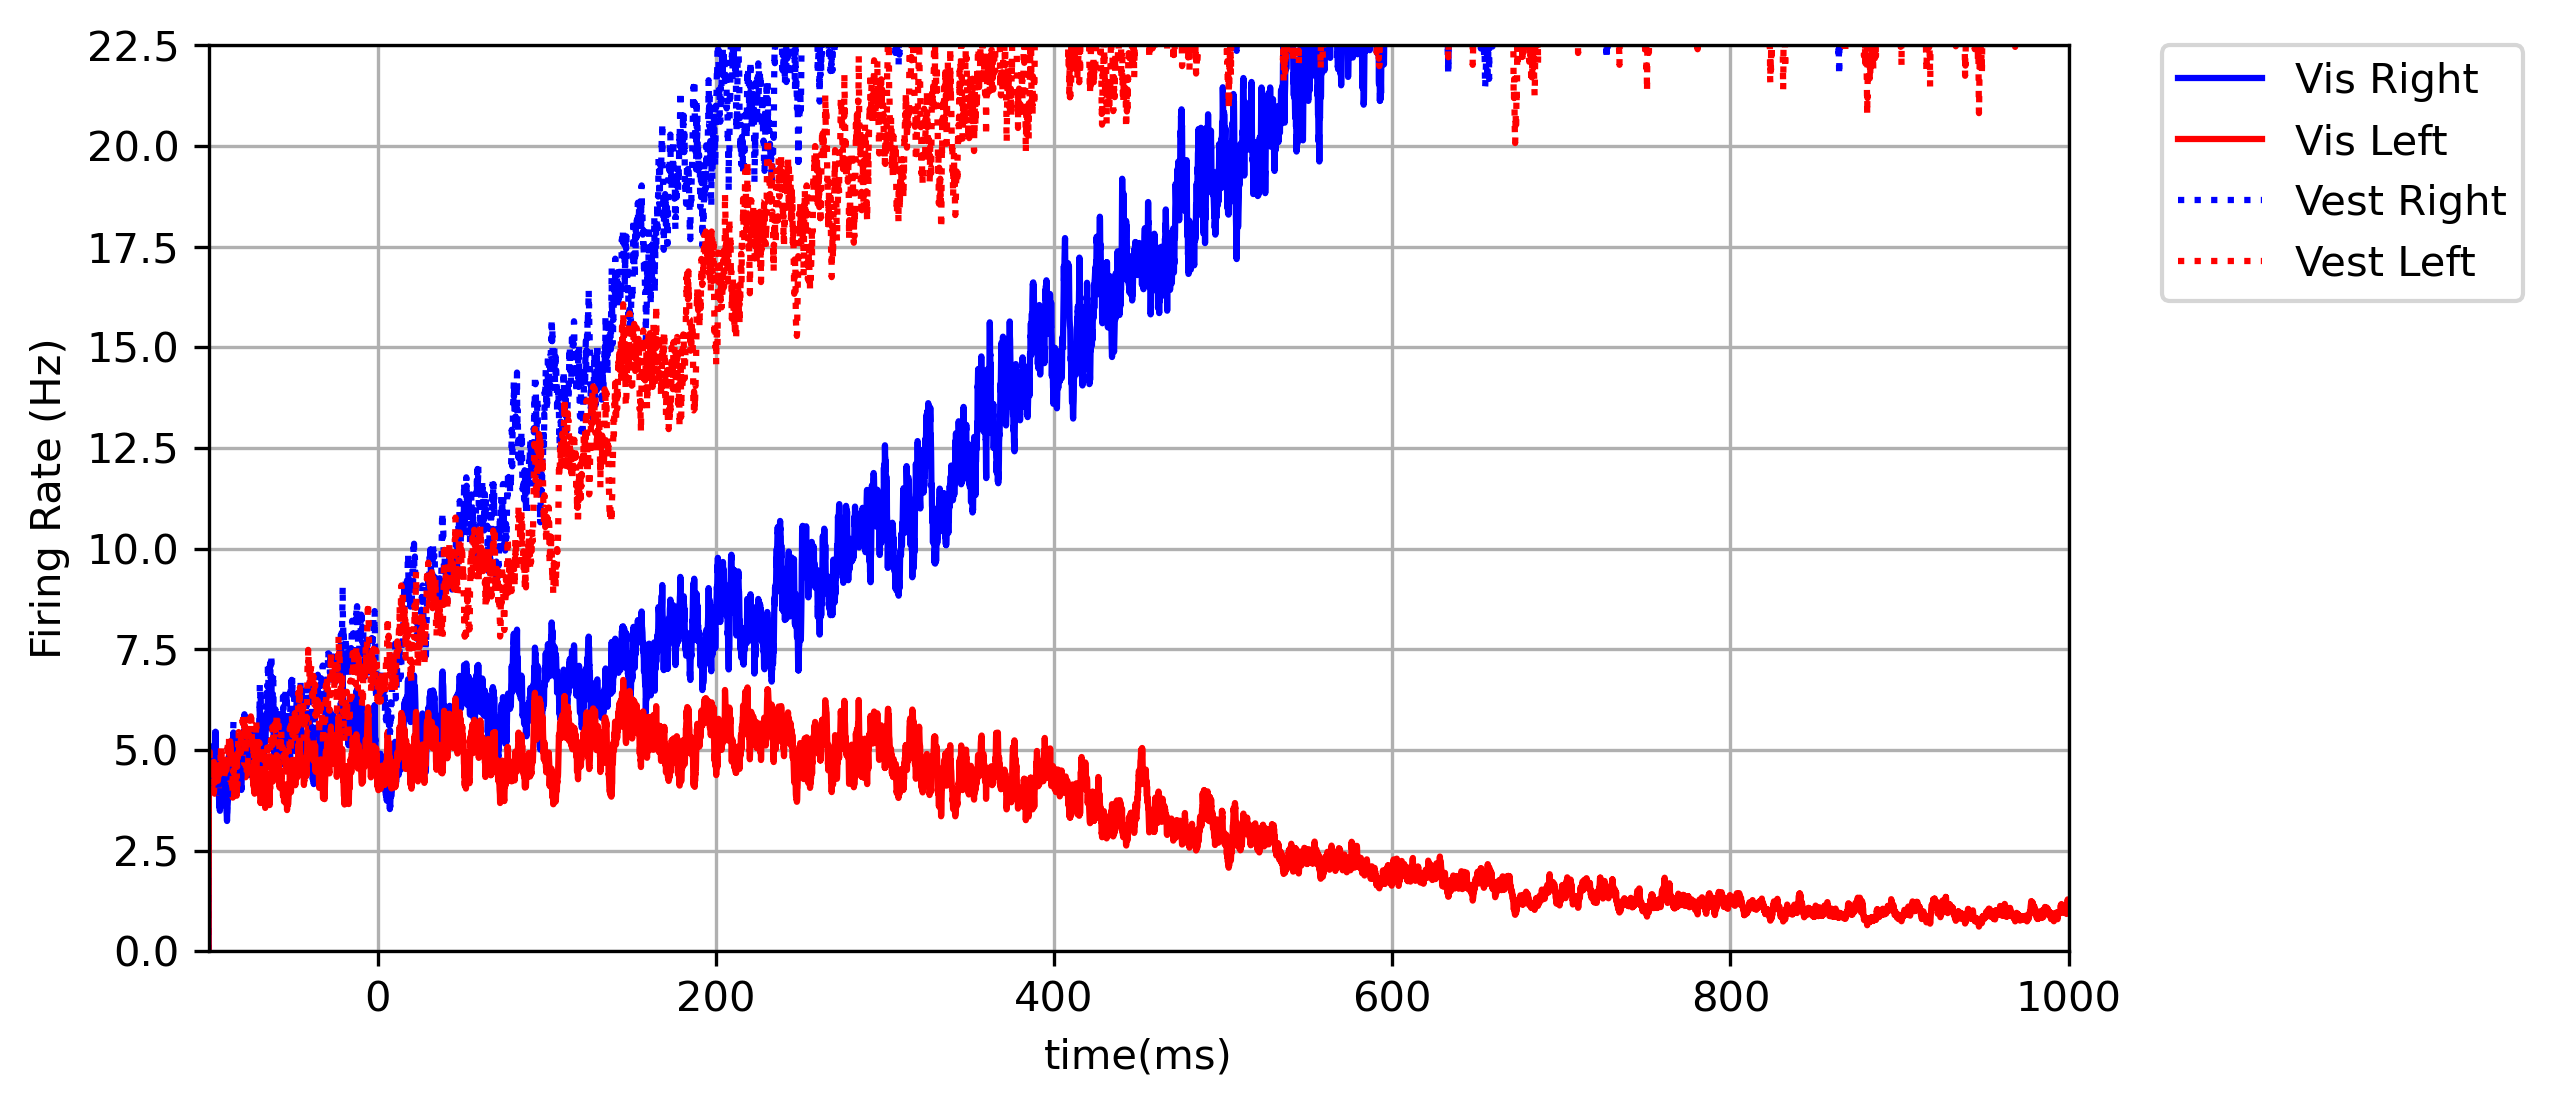 22.5
20.0
17.5
15.0
12.5
10.0
7.5
5.0
2.5
0.0
Firing Rate (Hz)
0 200 400 600 800 1000
time(ms)
Vis Right
Vis Left
Vest Right
Vest Left